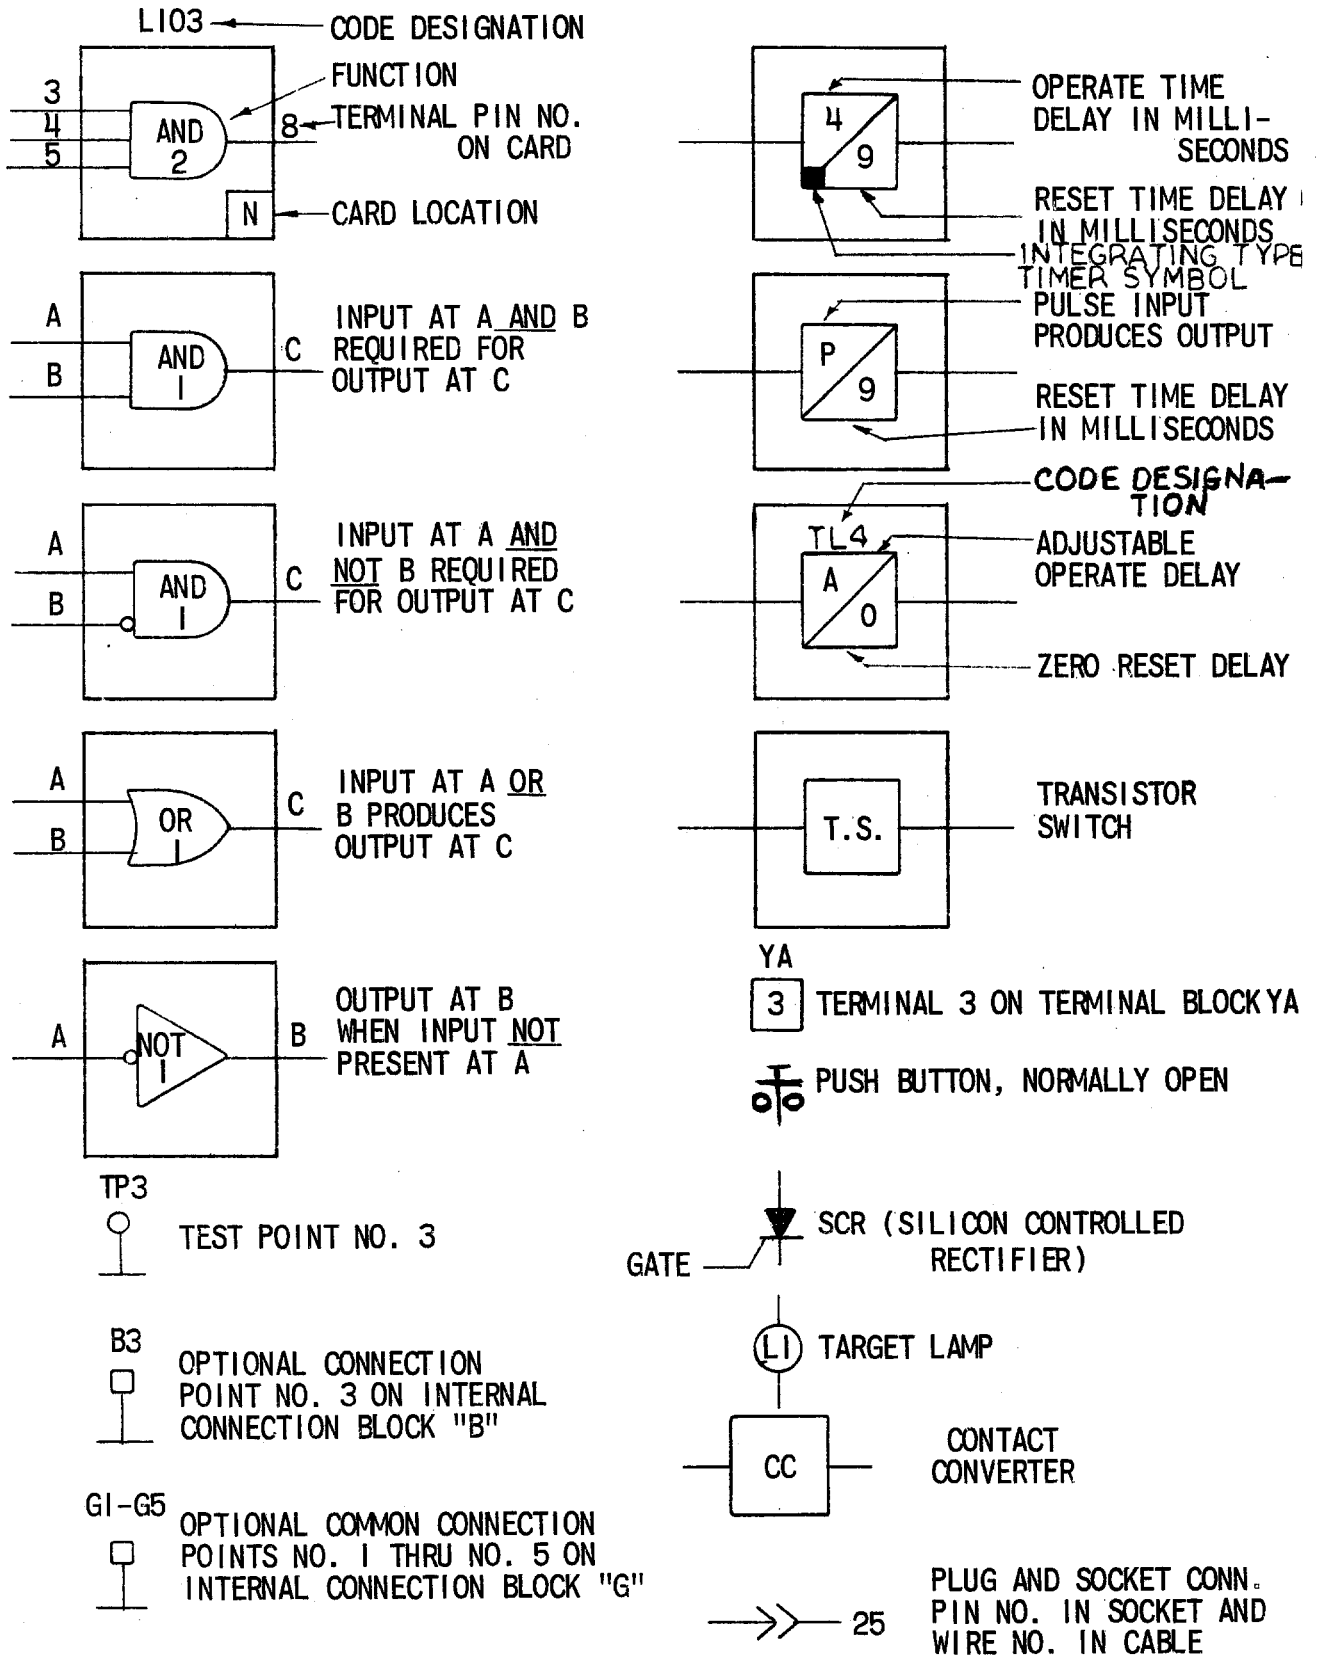 L103
CODE DESIGNATION
FUNCTION
3
4
5
AND
2
8
TERMINAL PIN NO.
ON CARD
N
CARD LOCATION
A
B
AND
1
C
INPUT AT A AND B
REQUIRED FOR
OUTPUT AT C
A
B
AND
1
C
INPUT AT A AND
NOT B REQUIRED
FOR OUTPUT AT C
A
B
OR
1
C
INPUT AT A OR
B PRODUCES
OUTPUT AT C
A
NOT
1
B
OUTPUT AT B
WHEN INPUT NOT
PRESENT AT A
TP3
TEST POINT NO. 3
B3
OPTIONAL CONNECTION
POINT NO. 3 ON INTERNAL
CONNECTION BLOCK "B"
G1-G5
OPTIONAL COMMON CONNECTION
POINTS NO. 1 THRU NO. 5 ON
INTERNAL CONNECTION BLOCK "G"
4
9
OPERATE TIME
DELAY IN MILLI-
SECONDS
RESET TIME DELAY
IN MILLISECONDS
INTEGRATING TYPE
TIMER SYMBOL
P
9
PULSE INPUT
PRODUCES OUTPUT
RESET TIME DELAY
IN MILLISECONDS
CODE DESIGNA-
TION
TL4
A
0
ADJUSTABLE
OPERATE DELAY
ZERO RESET DELAY
T.S.
TRANSISTOR
SWITCH
YA
3
TERMINAL 3 ON TERMINAL BLOCK YA
PUSH BUTTON, NORMALLY OPEN
GATE
SCR (SILICON CONTROLLED
RECTIFIER)
L1
TARGET LAMP
CC
CONTACT
CONVERTER
25
PLUG AND SOCKET CONN.
PIN NO. IN SOCKET AND
WIRE NO. IN CABLE